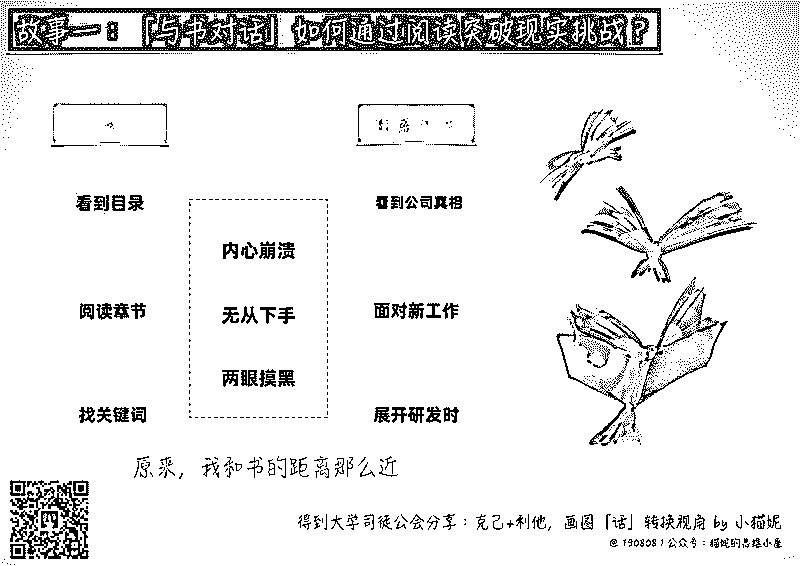 故事一：「与书对话」如何通过阅读突破现实挑战？
看到目录
看到公司真相
内心崩溃
阅读章节
无从下手
面对新工作
两眼摸黑
找关键词
展开研发时
原来，我和书的距离那么近
得到大学司徒公会分享：克己+利他，画图「话」转换视角 by 小猫妮
@190808 | 公众号：猫妮的思维小屋